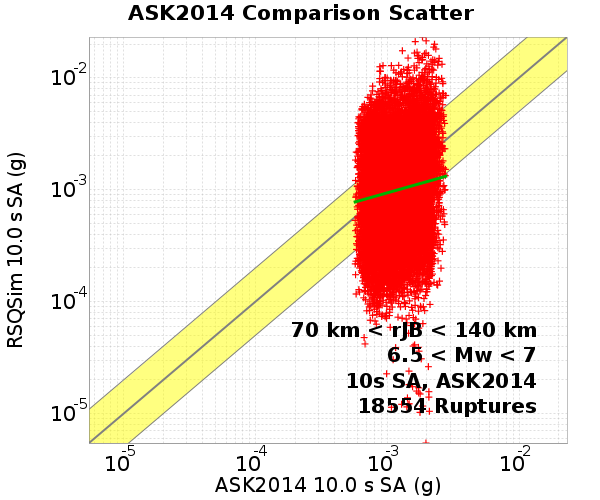 ASK2014 Comparison Scatter
RSQSim 10.0 s SA (g)
10-2
10-3
10-4
10-5
70 km < rJB < 140 km
6.5 < Mw < 7
10s SA, ASK2014
18554 Ruptures
10-5 10-4 10-3 10-2
ASK2014 10.0 s SA (g)